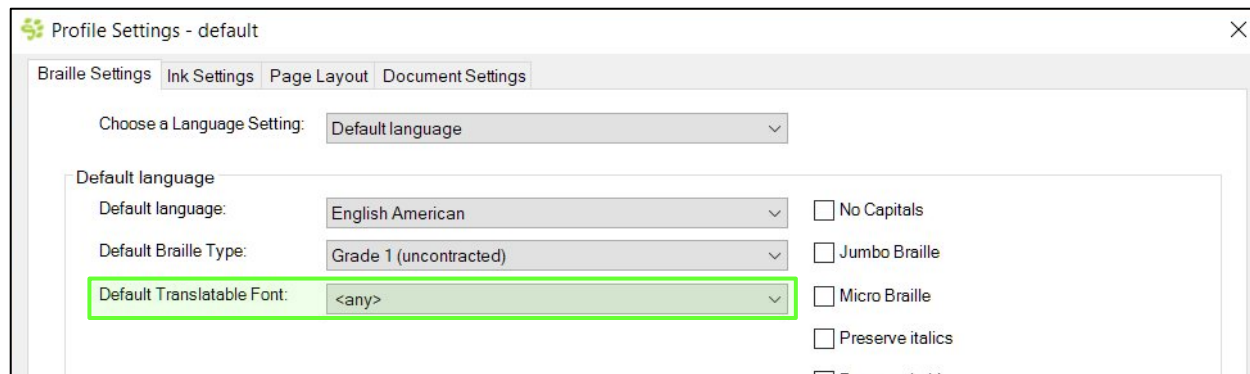 Profile Settings - default
Braille Settings Ink Settings Page Layout Document Settings
Choose a Language Setting: Default language
Default language
Default language: English American No Capitals
Default Braille Type: Grade 1 (uncontracted) Jumbo Braille
Default Translatable Font: <any> Micro Braille
Preserve italics